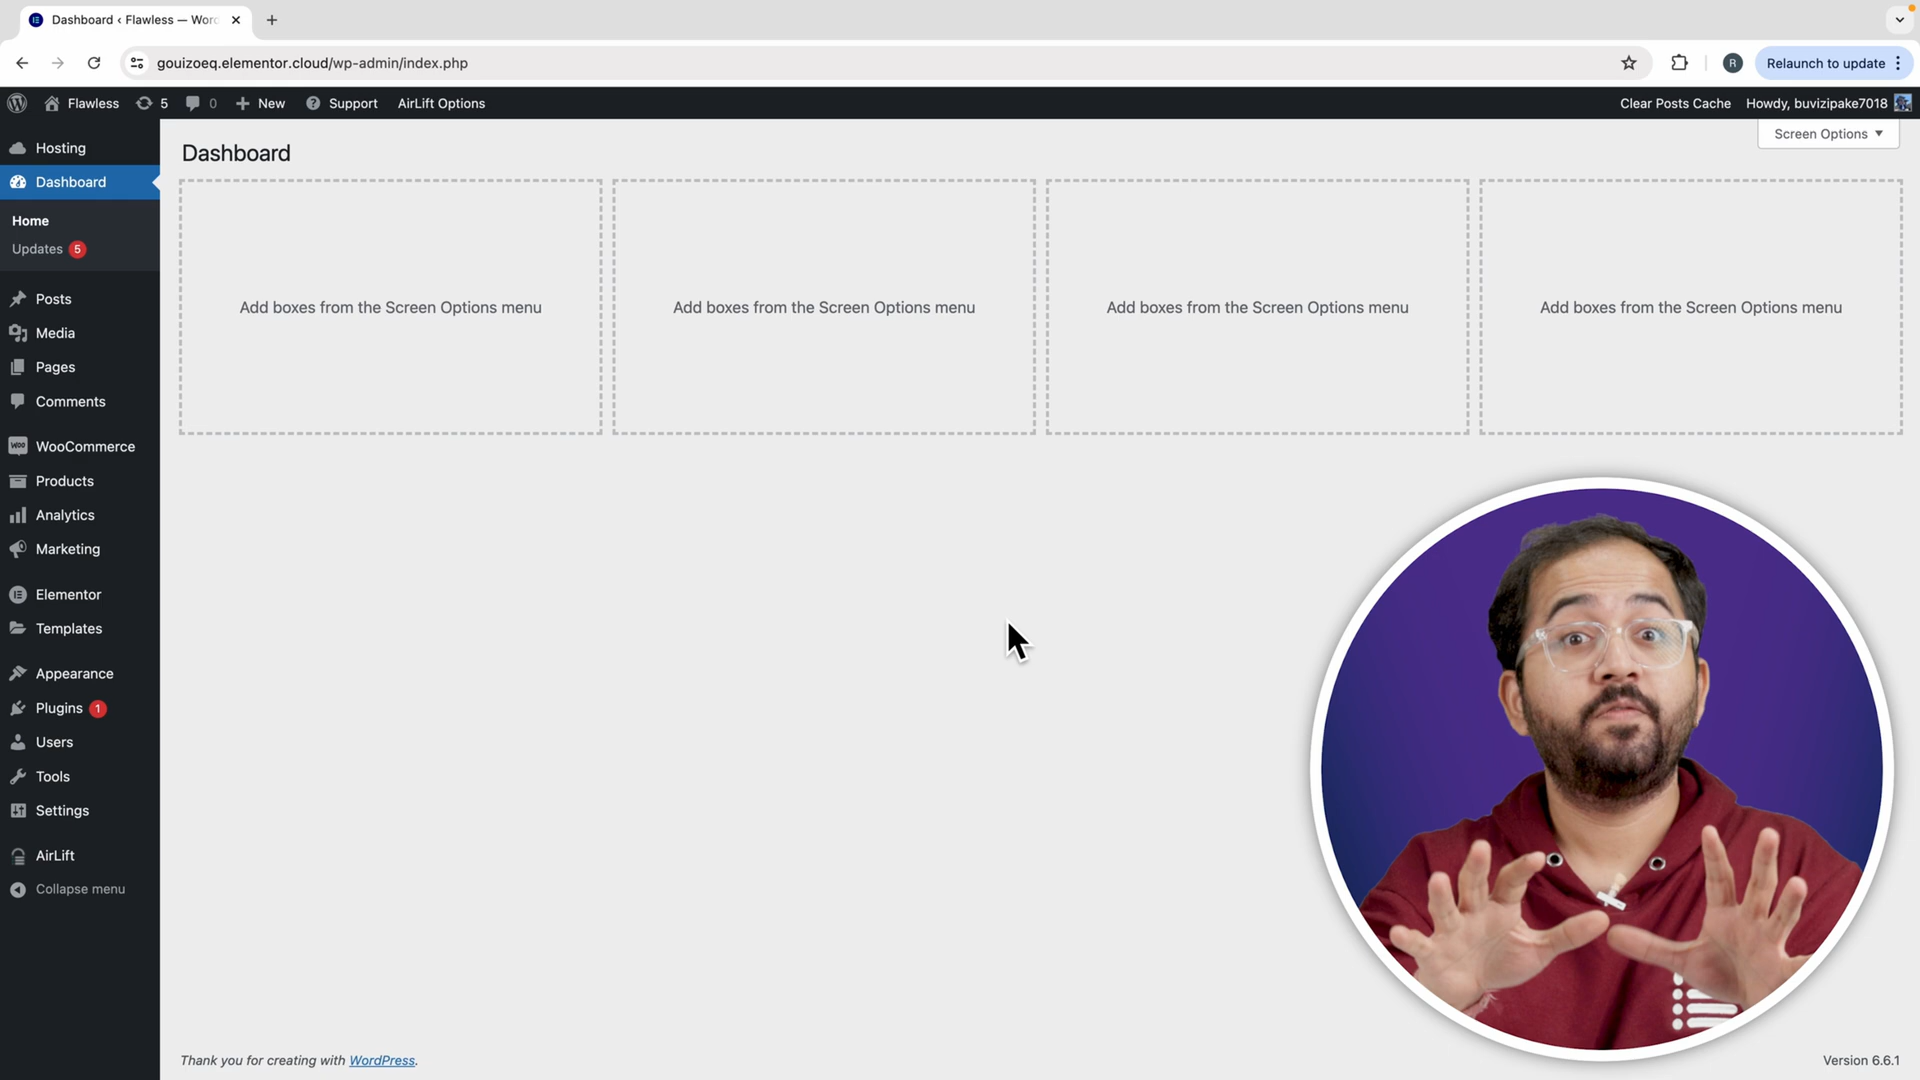 Dashboard ‹ Flawless — Wor
gouizoeq.elementor.cloud/wp-admin/index.php
R
Relaunch to update
Flawless
5
0
New
Support
AirLift Options
Clear Posts Cache
Howdy, buvizipake7018
Screen Options
Hosting
Dashboard
Home
Updates 5
Posts
Media
Pages
Comments
WooCommerce
Products
Analytics
Marketing
Elementor
Templates
Appearance
Plugins 1
Users
Tools
Settings
AirLift
Collapse menu
Dashboard
Add boxes from the Screen Options menu
Add boxes from the Screen Options menu
Add boxes from the Screen Options menu
Add boxes from the Screen Options menu
Thank you for creating with WordPress.
Version 6.6.1